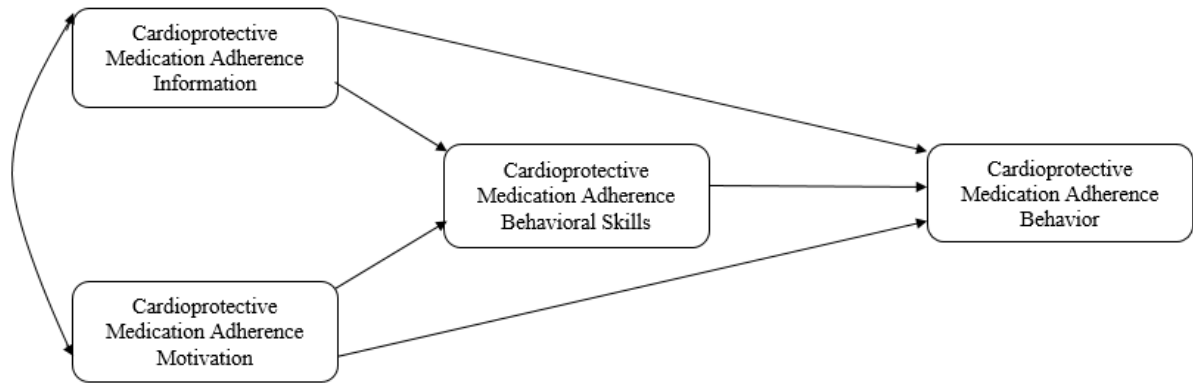 Cardioprotective
Medication Adherence
Information
Cardioprotective
Medication Adherence
Behavioral Skills
Cardioprotective
Medication Adherence
Behavior
Cardioprotective
Medication Adherence
Motivation